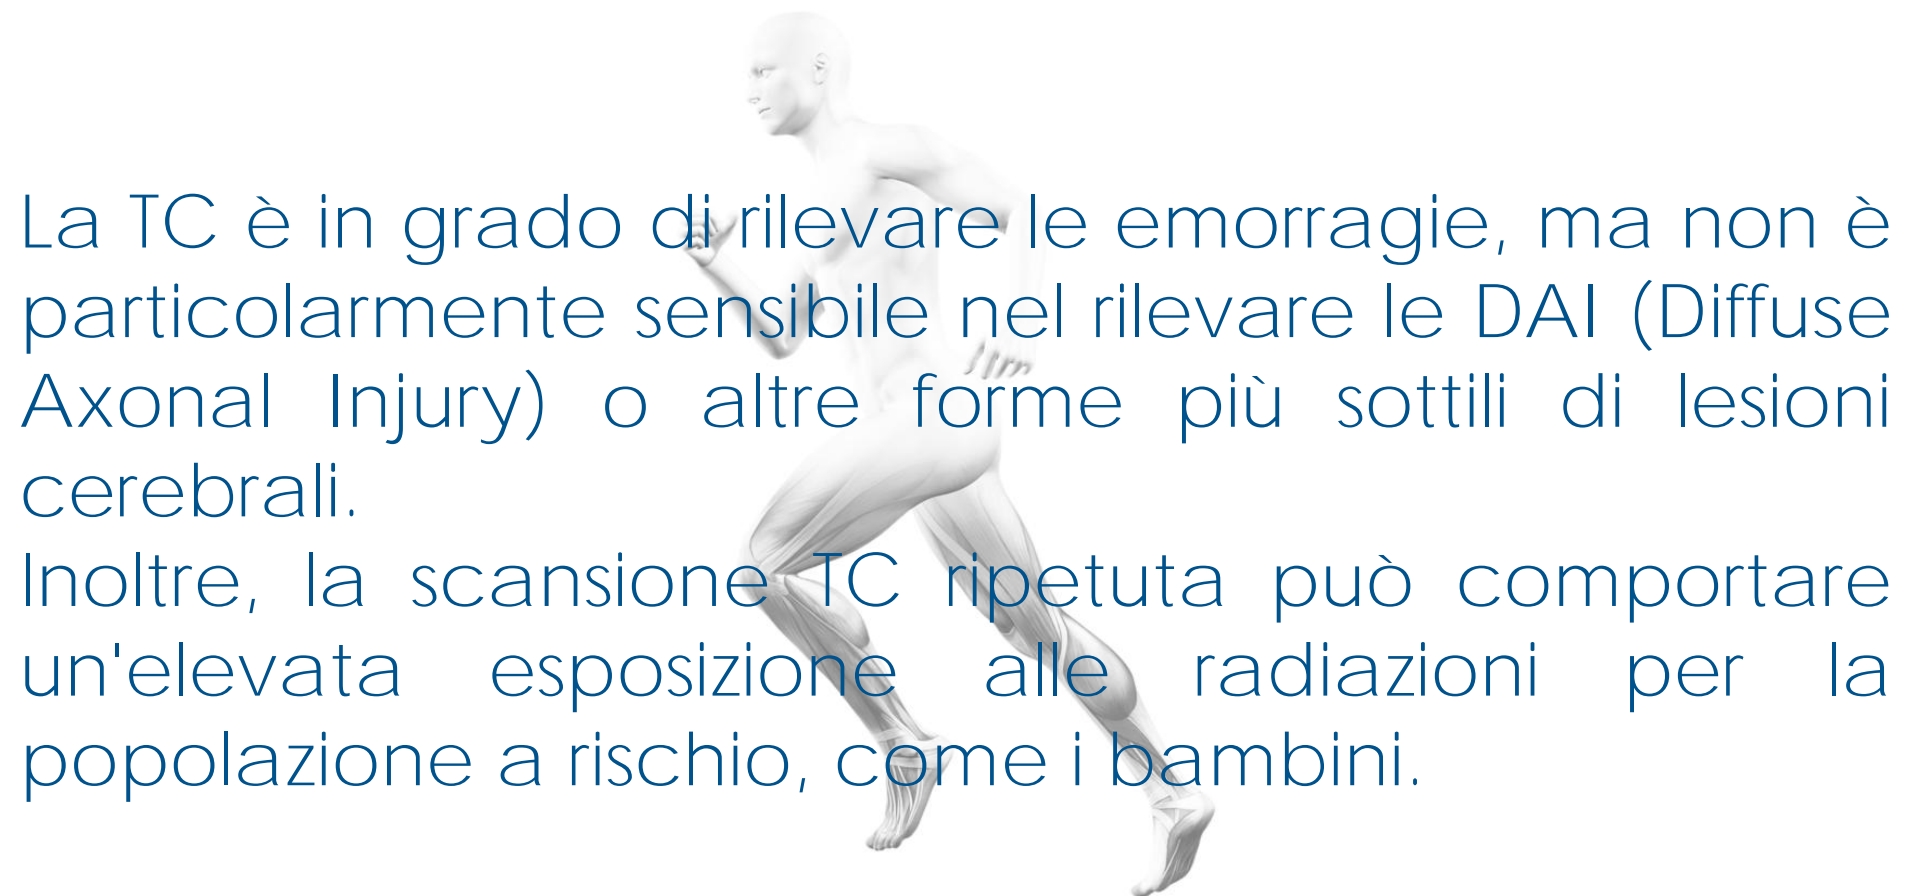 La TC è in grado di rilevare le emorragie, ma non è
particolarmente sensibile nel rilevare le DAI (Diffuse
Axonal Injury) o altre forme più sottili di lesioni
cerebrali.
Inoltre, la scansione TC ripetuta può comportare
un'elevata esposizione alle radiazioni per la
popolazione a rischio, come i bambini.